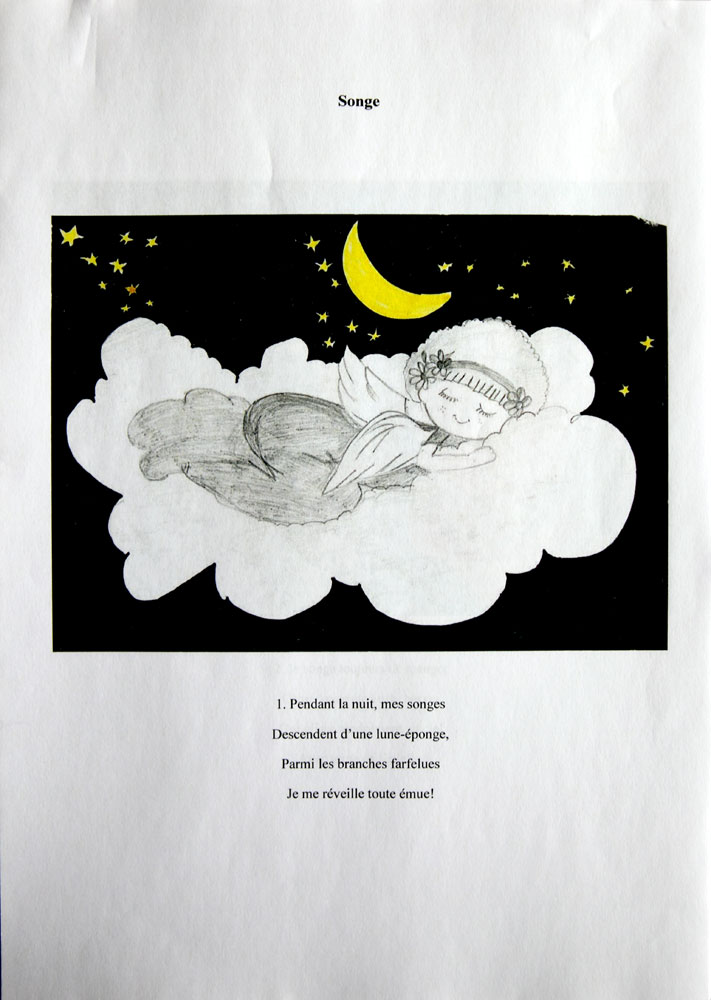 Songe
1. Pendant la nuit, mes songes
Descendent d’une lune-éponge,
Parmi les branches farfelues
Je me réveille toute émue!